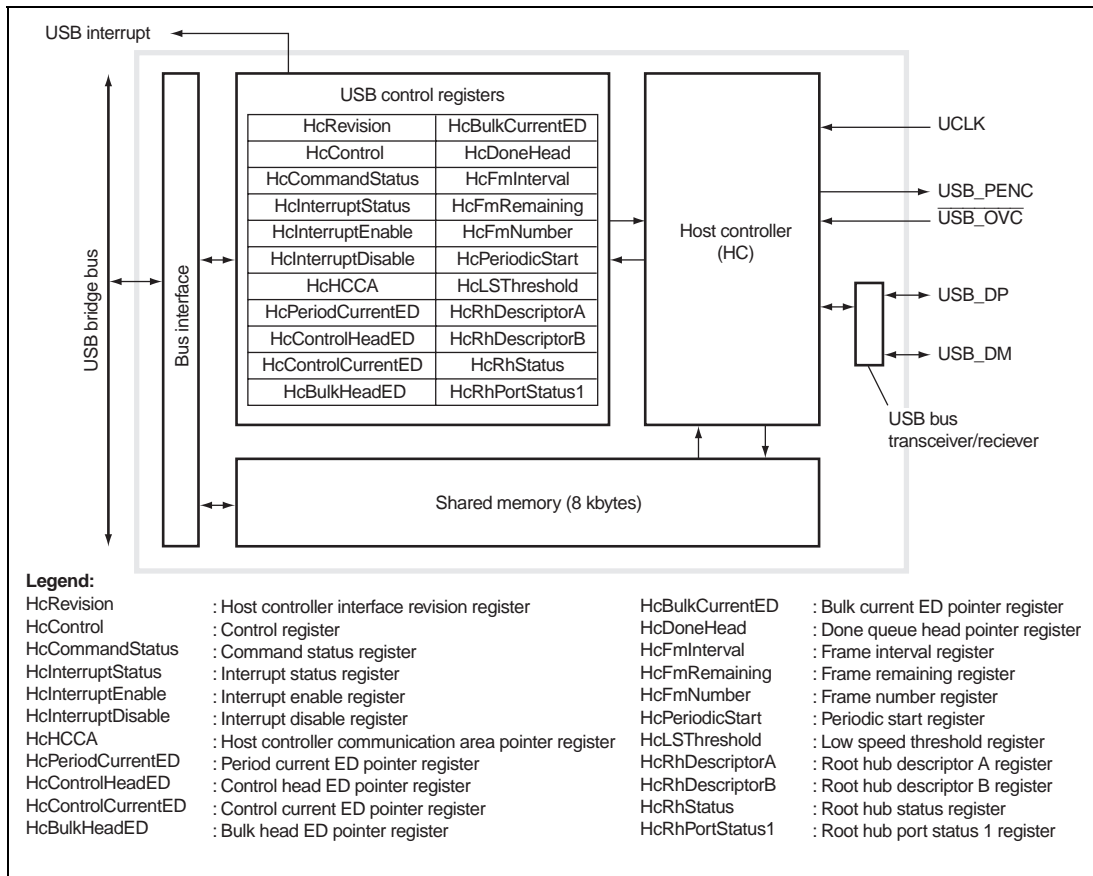 USB interrupt
USB bridge bus
Bus interface
USB control registers
HcRevision HcBulkCurrentED
HcControl HcDoneHead
HcCommandStatus HcFmInterval
HcInterruptStatus HcFmRemaining
HcInterruptEnable HcFmNumber
HcInterruptDisable HcPeriodicStart
HcHCCA HcLSThreshold
HcPeriodCurrentED HcRhDescriptorA
HcControlHeadED HcRhDescriptorB
HcControlCurrentED HcRhStatus
HcBulkHeadED HcRhPortStatus1
Host controller
(HC)
UCLK
USB_PENC
USB_OVC
USB_DP
USB_DM
USB bus
transceiver/reciever
Shared memory (8 kbytes)
Legend:
HcRevision : Host controller interface revision register
HcControl : Control register
HcCommandStatus : Command status register
HcInterruptStatus : Interrupt status register
HcInterruptEnable : Interrupt enable register
HcInterruptDisable : Interrupt disable register
HcHCCA : Host controller communication area pointer register
HcPeriodCurrentED : Period current ED pointer register
HcControlHeadED : Control head ED pointer register
HcControlCurrentED : Control current ED pointer register
HcBulkHeadED : Bulk head ED pointer register
HcBulkCurrentED : Bulk current ED pointer register
HcDoneHead : Done queue head pointer register
HcFmInterval : Frame interval register
HcFmRemaining : Frame remaining register
HcFmNumber : Frame number register
HcPeriodicStart : Periodic start register
HcLSThreshold : Low speed threshold register
HcRhDescriptorA : Root hub descriptor A register
HcRhDescriptorB : Root hub descriptor B register
HcRhStatus : Root hub status register
HcRhPortStatus1 : Root hub port status 1 register